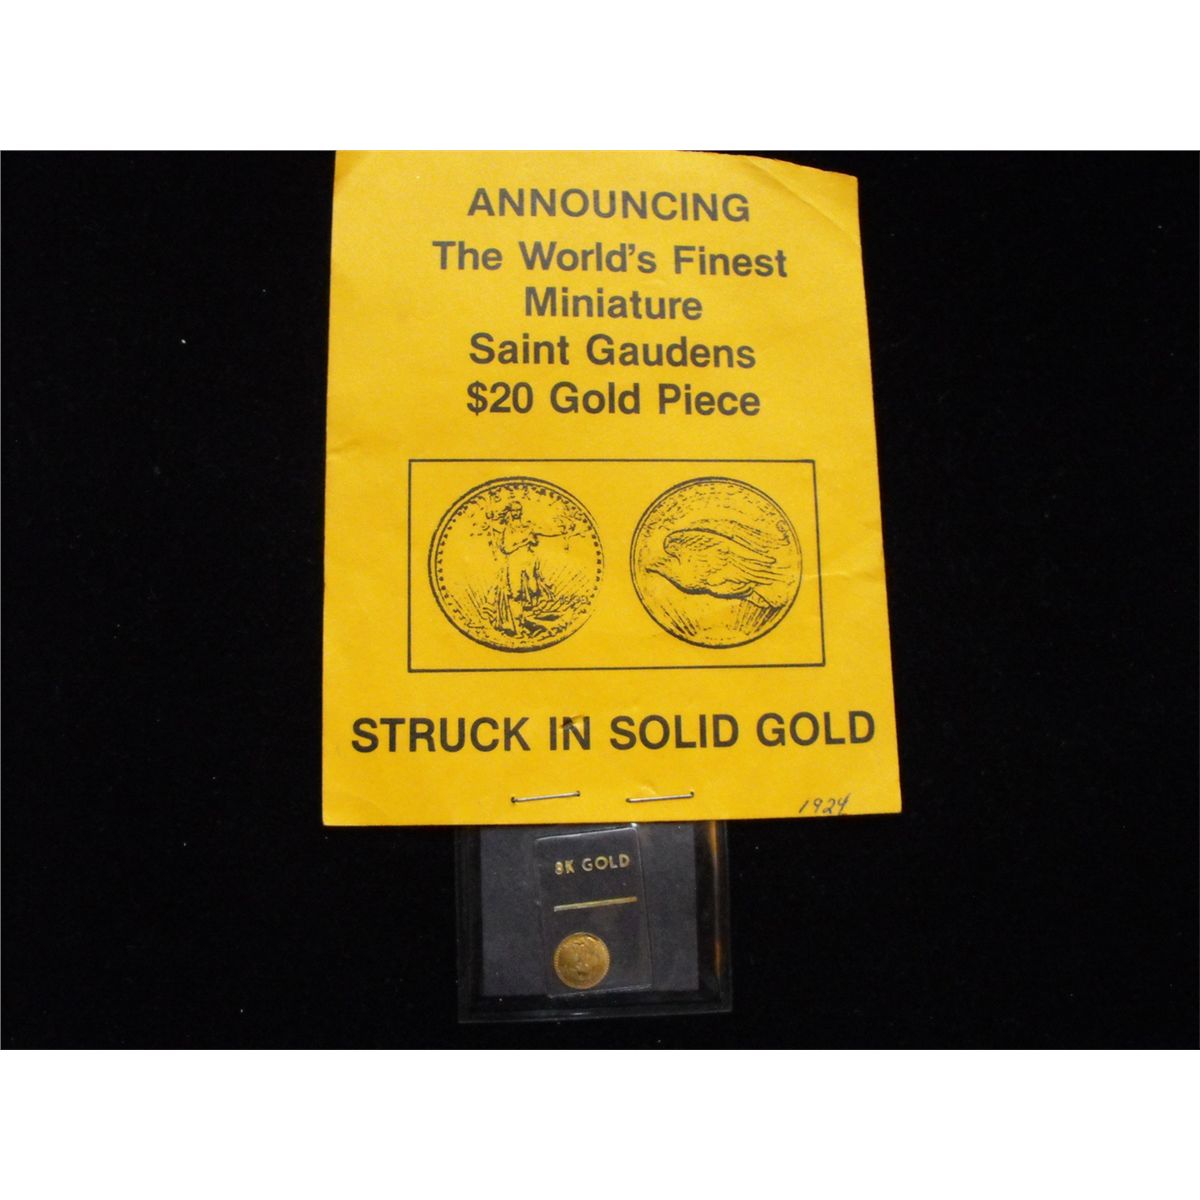 ANNOUNCING
The World's Finest
Miniature
Saint Gaudens
$20 Gold Piece
STRUCK IN SOLID GOLD
1924
8K GOLD